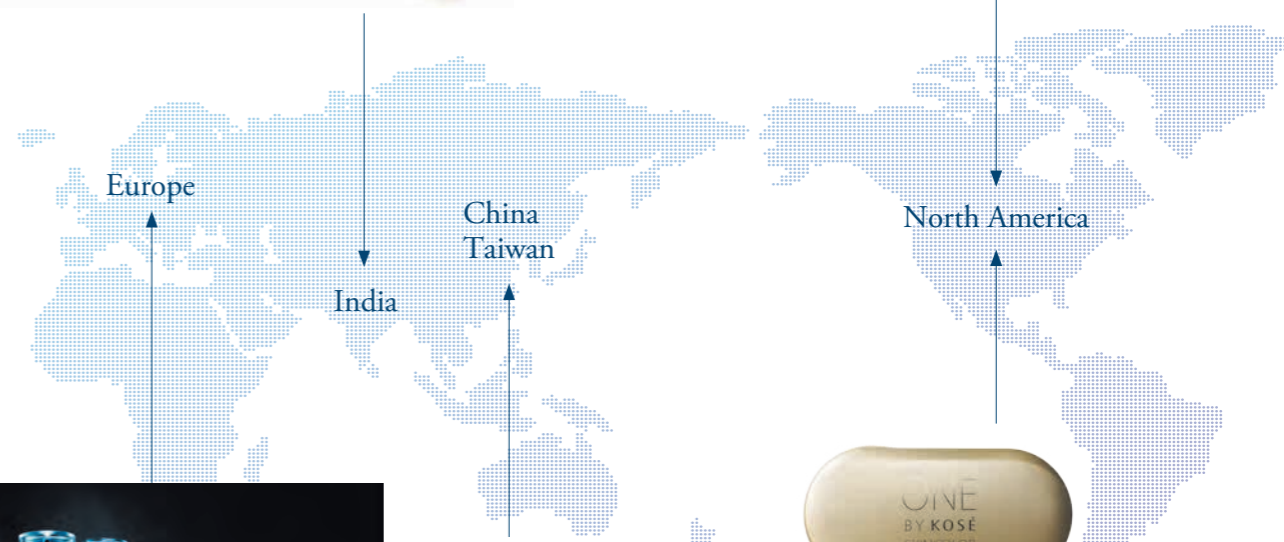 Europe
China
Taiwan
North America
India
ONE
BY KOSÉ